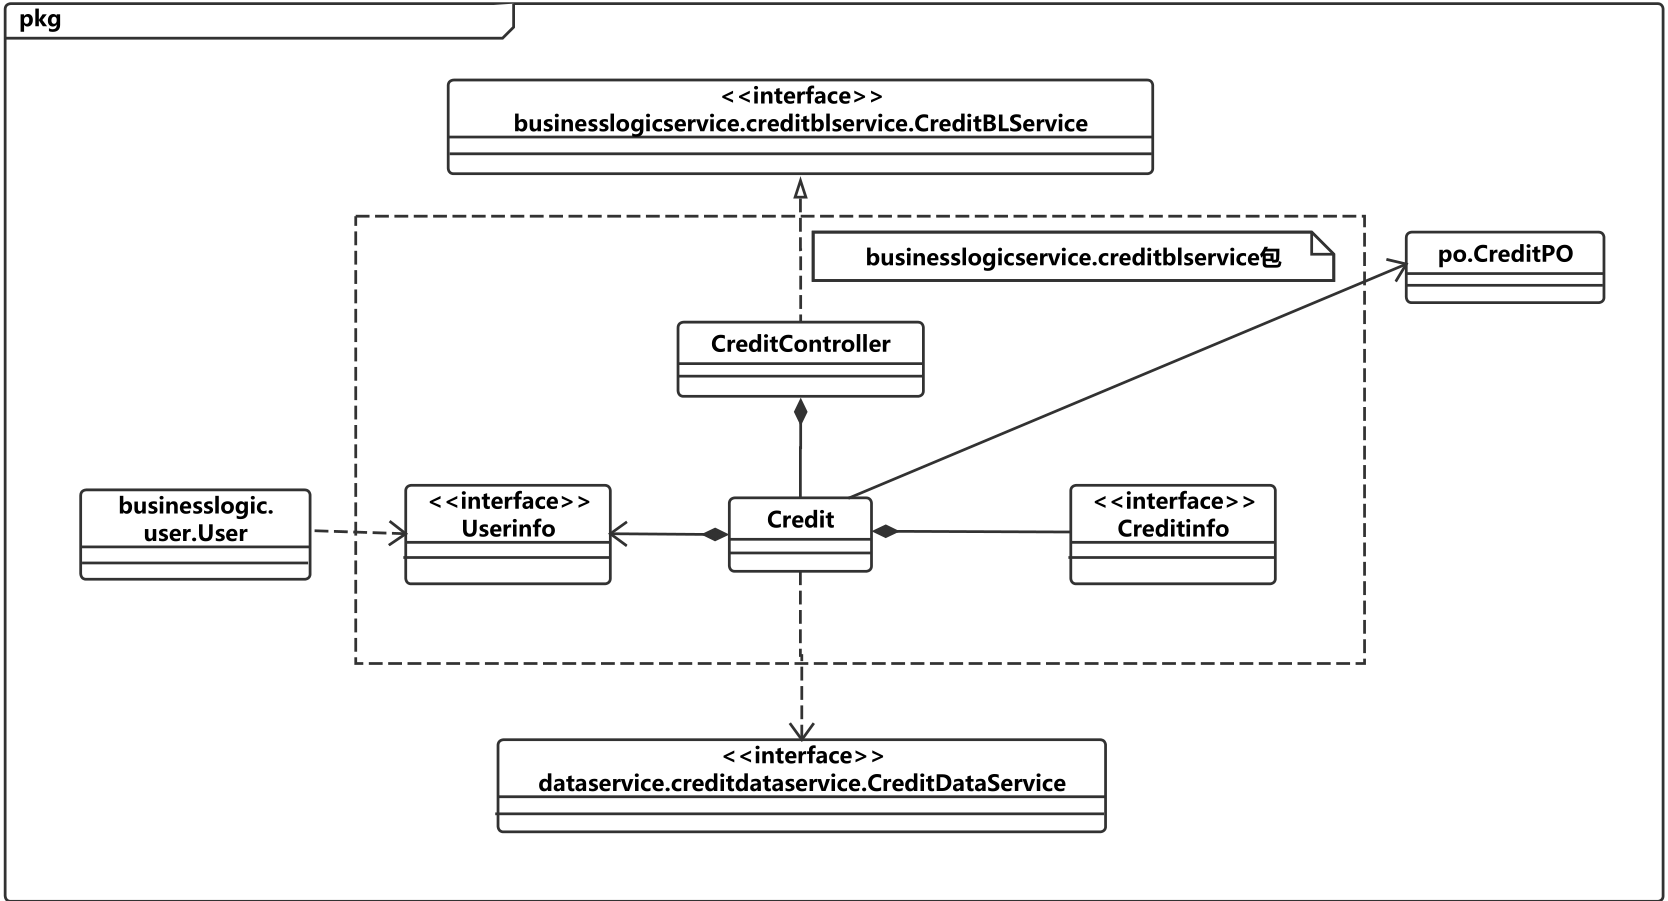 pkg
<<interface>>
businesslogicservice.creditblservice.CreditBLService
businesslogicservice.creditblservice包
po.CreditPO
CreditController
businesslogic.
user.User
<<interface>>
Userinfo
Credit
<<interface>>
Creditinfo
<<interface>>
dataservice.creditdataservice.CreditDataService